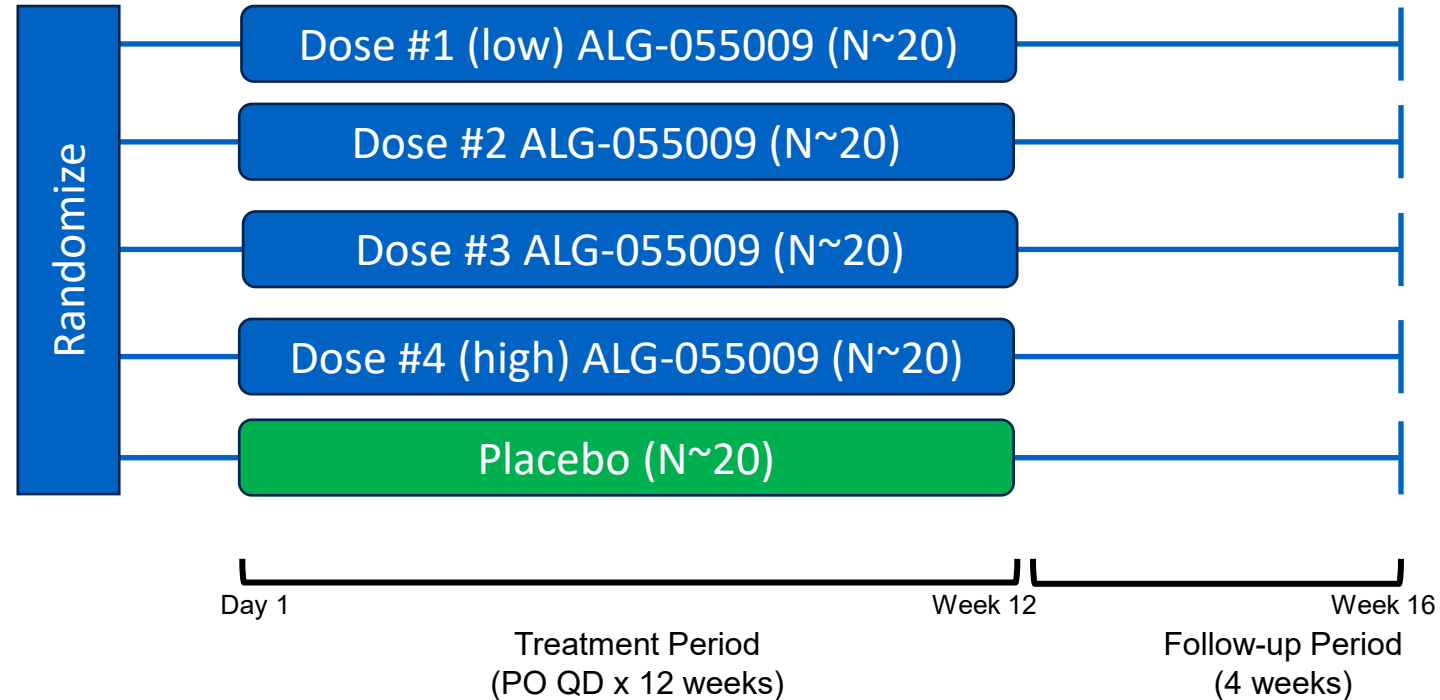 Randomize
Dose #1 (low) ALG-055009 (N~20)
Dose #2 ALG-055009 (N~20)
Dose #3 ALG-055009 (N~20)
Dose #4 (high) ALG-055009 (N~20)
Placebo (N~20)
Day 1
Week 12
Week 16
Treatment Period
(PO QD x 12 weeks)
Follow-up Period
(4 weeks)